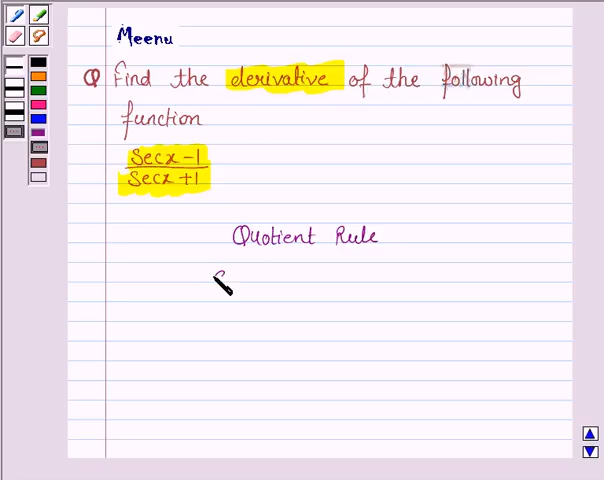 Meenu
Q Find the derivative of the following
function
Secx - 1
Secx + 1
Quotient Rule